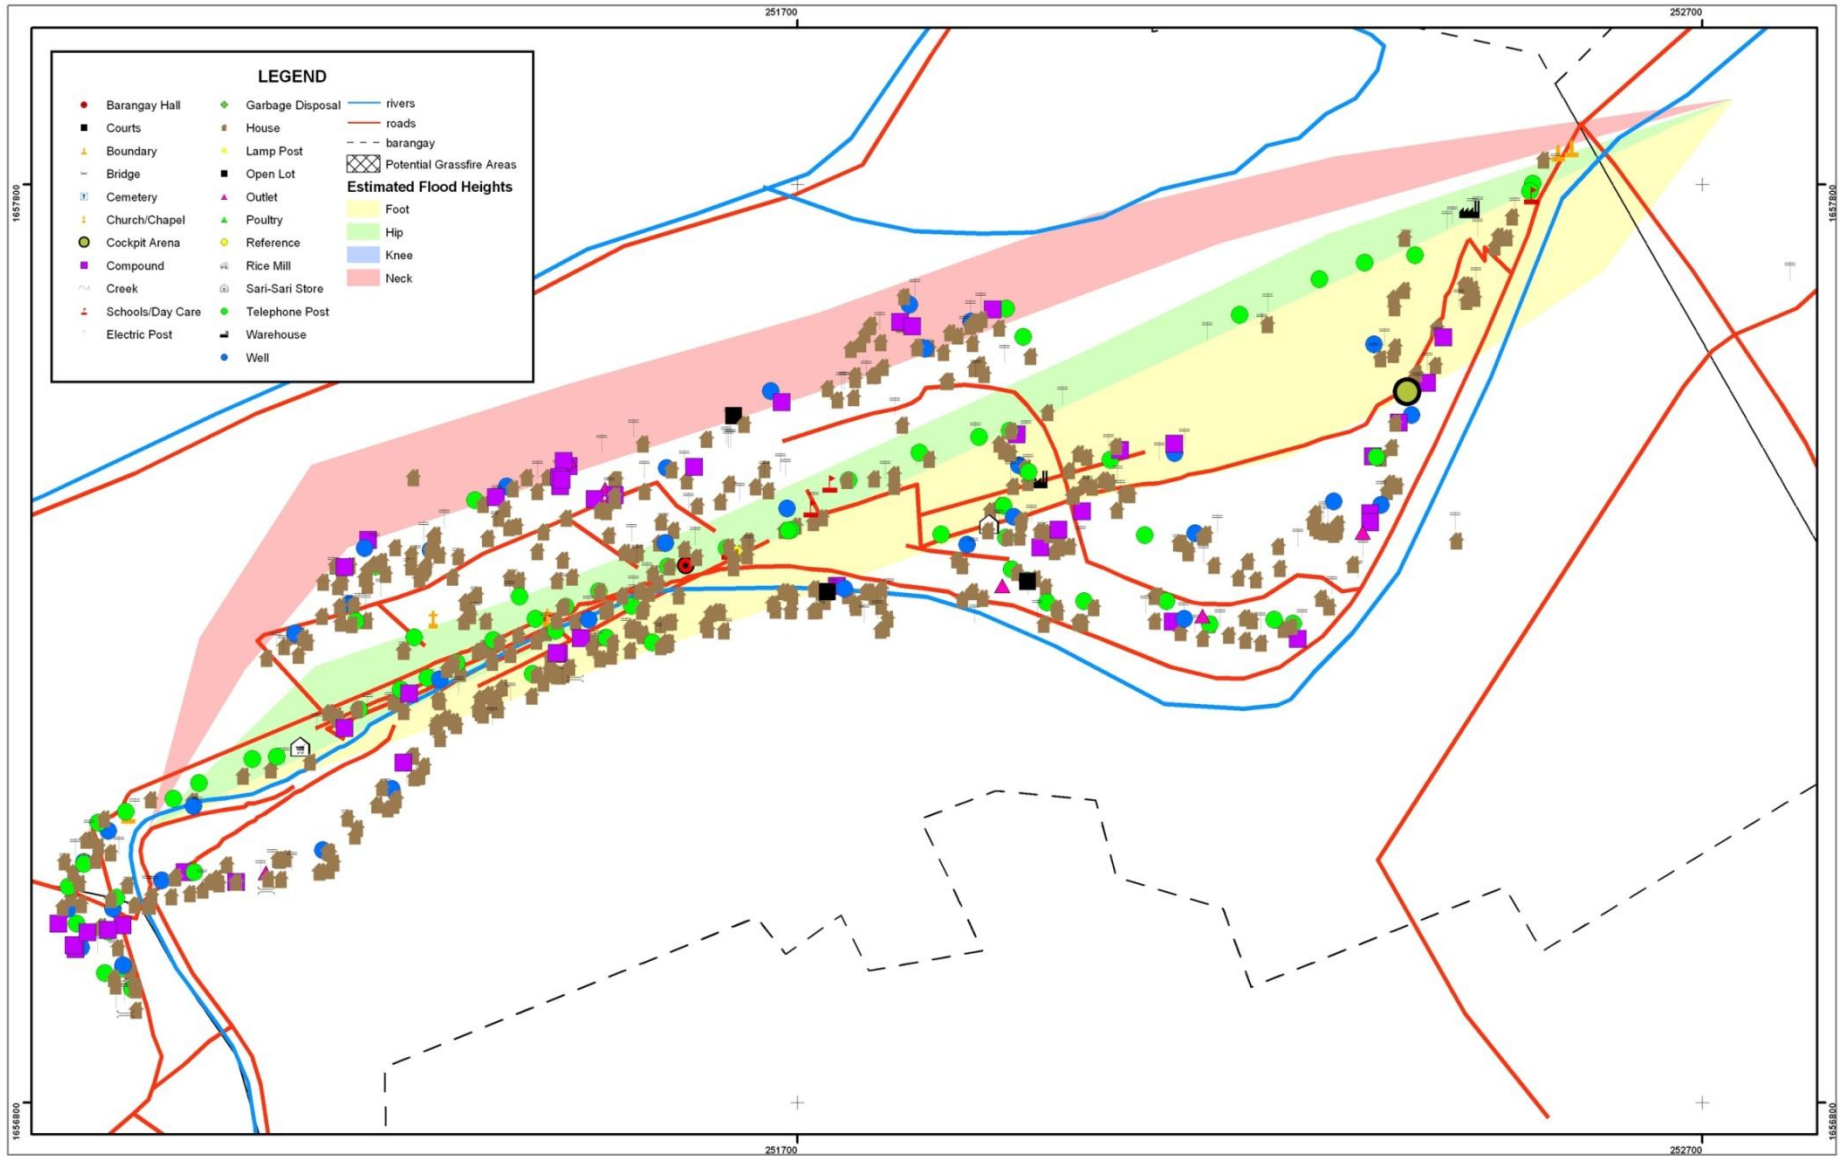 251700
252700
LEGEND
Barangay Hall
Garbage Disposal
rivers
Courts
House
roads
Boundary
Lamp Post
barangay
Bridge
Open Lot
Potential Grassfire Areas
Cemetery
Outlet
Estimated Flood Heights
Church/Chapel
Poultry
Foot
Cockpit Arena
Reference
Hip
Compound
Rice Mill
Knee
Creek
Sari-Sari Store
Neck
Schools/Day Care
Telephone Post
Electric Post
Warehouse
Well
1657800
1657800
1656800
1656800
251700
252700